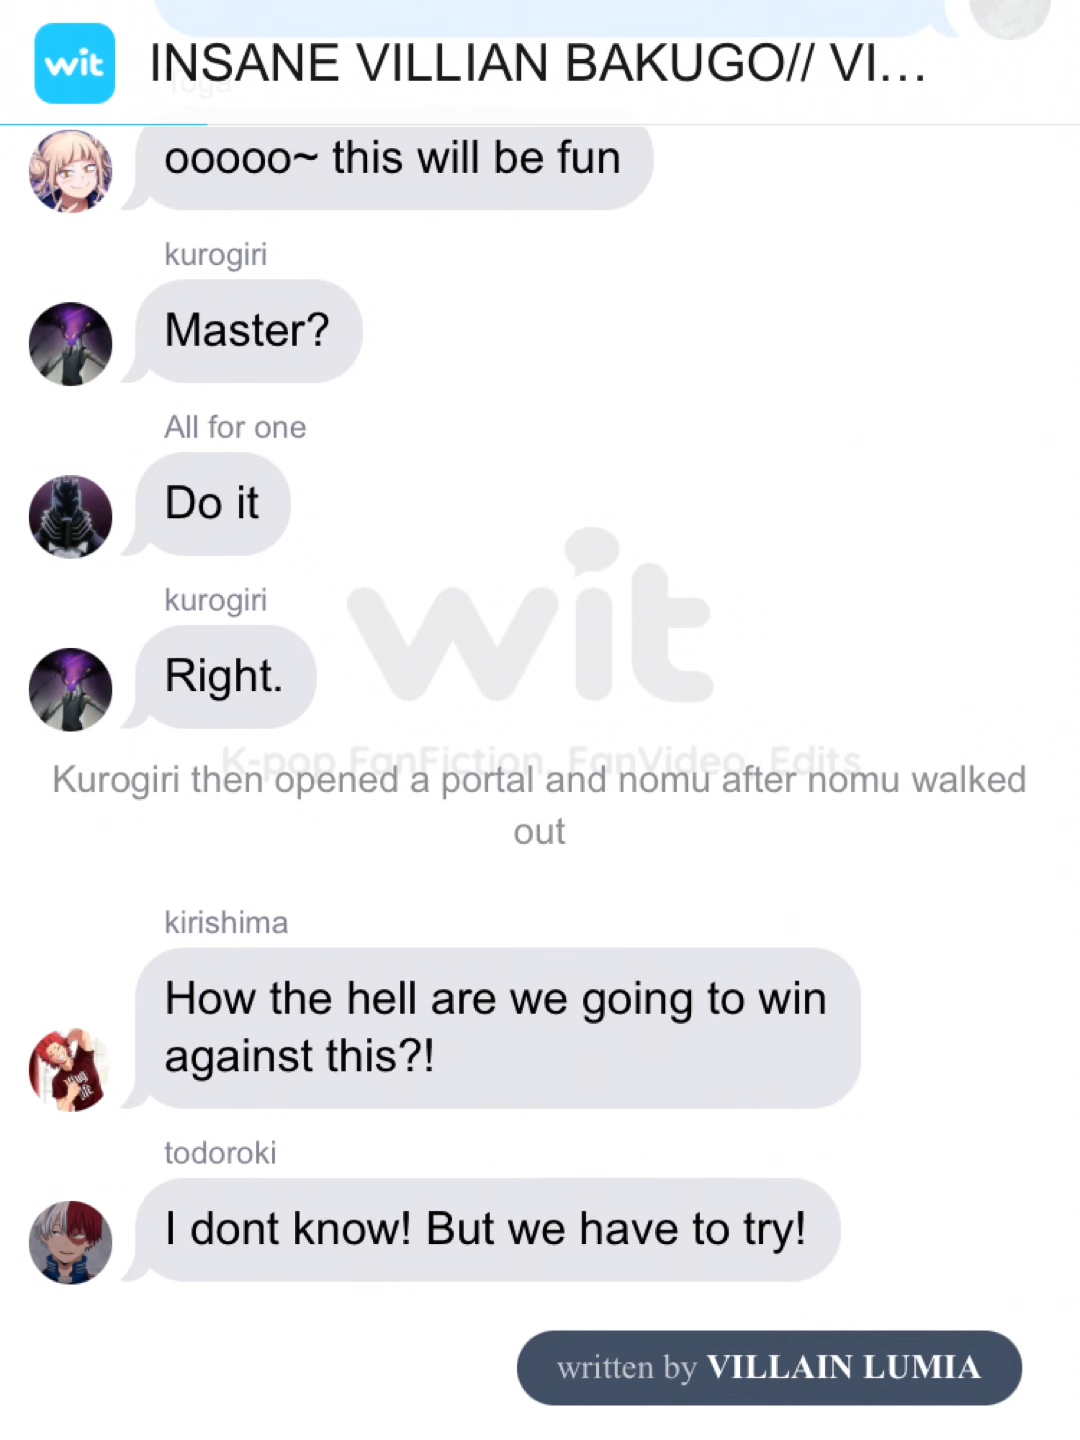 wit
INSANE VILLIAN BAKUGO// VI...
Toga
ooooo~ this will be fun
kurogiri
Master?
All for one
Do it
kurogiri
Right.
wit
K-pop FanFiction, FanVideo, Edits
Kurogiri then opened a portal and nomu after nomu walked
out
kirishima
How the hell are we going to win
against this?!
todoroki
I dont know! But we have to try!
written by VILLAIN LUMIA